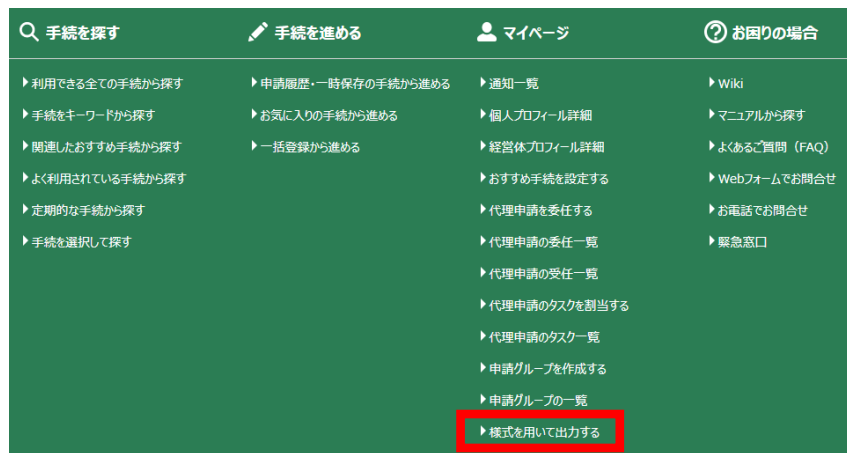 手続を探す
利用できる全ての手続から探す
手続をキーワードから探す
関連したおすすめ手続から探す
よく利用されている手続から探す
定期的な手続から探す
手続を選択して探す
手続を進める
申請履歴・一時保存の手続から進める
お気に入りの手続から進める
一括登録から進める
マイページ
通知一覧
個人プロフィール詳細
経営体プロフィール詳細
おすすめ手続を設定する
代理申請を委任する
代理申請の委任一覧
代理申請の受任一覧
代理申請のタスクを割当する
代理申請のタスク一覧
申請グループを作成する
申請グループの一覧
様式を用いて出力する
お困りの場合
Wiki
マニュアルから探す
よくあるご質問（FAQ）
Webフォームでお問合せ
お電話でお問合せ
緊急窓口